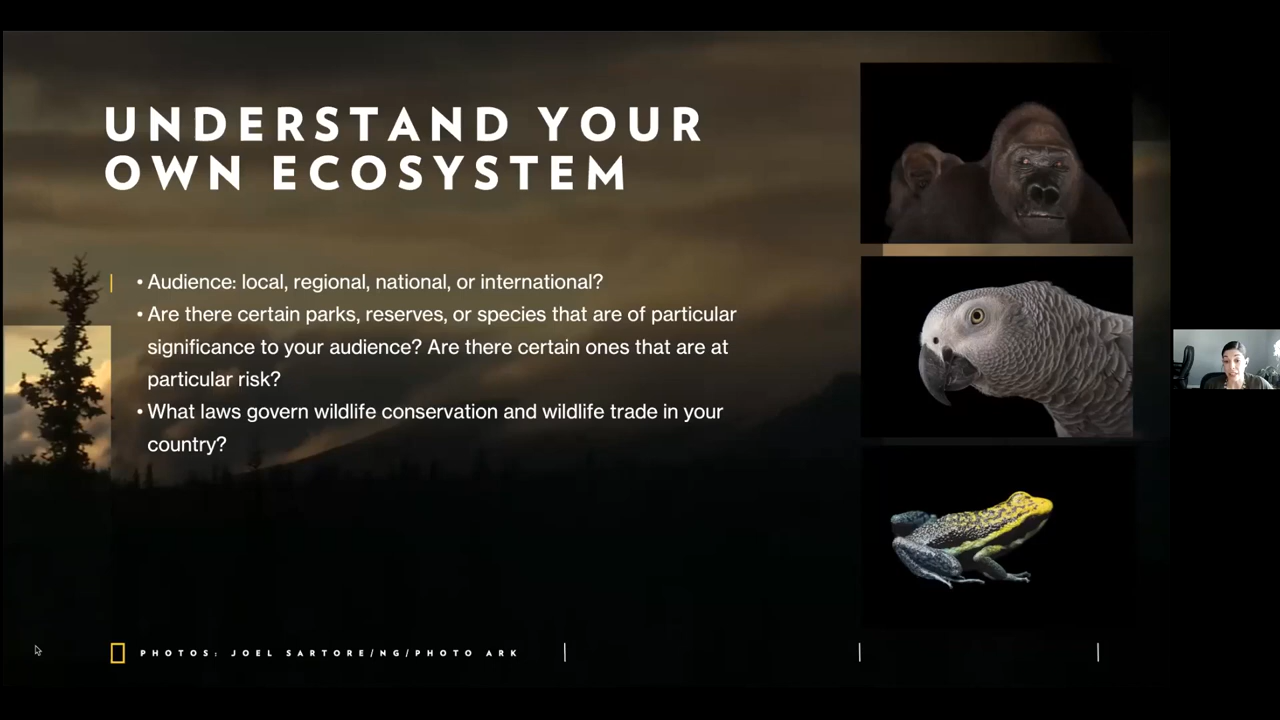 UNDERSTAND YOUR
OWN ECOSYSTEM
• Audience: local, regional, national, or international?
• Are there certain parks, reserves, or species that are of particular
significance to your audience? Are there certain ones that are at
particular risk?
• What laws govern wildlife conservation and wildlife trade in your
country?
PHOTOS: JOEL SARTORE/NG/PHOTO ARK